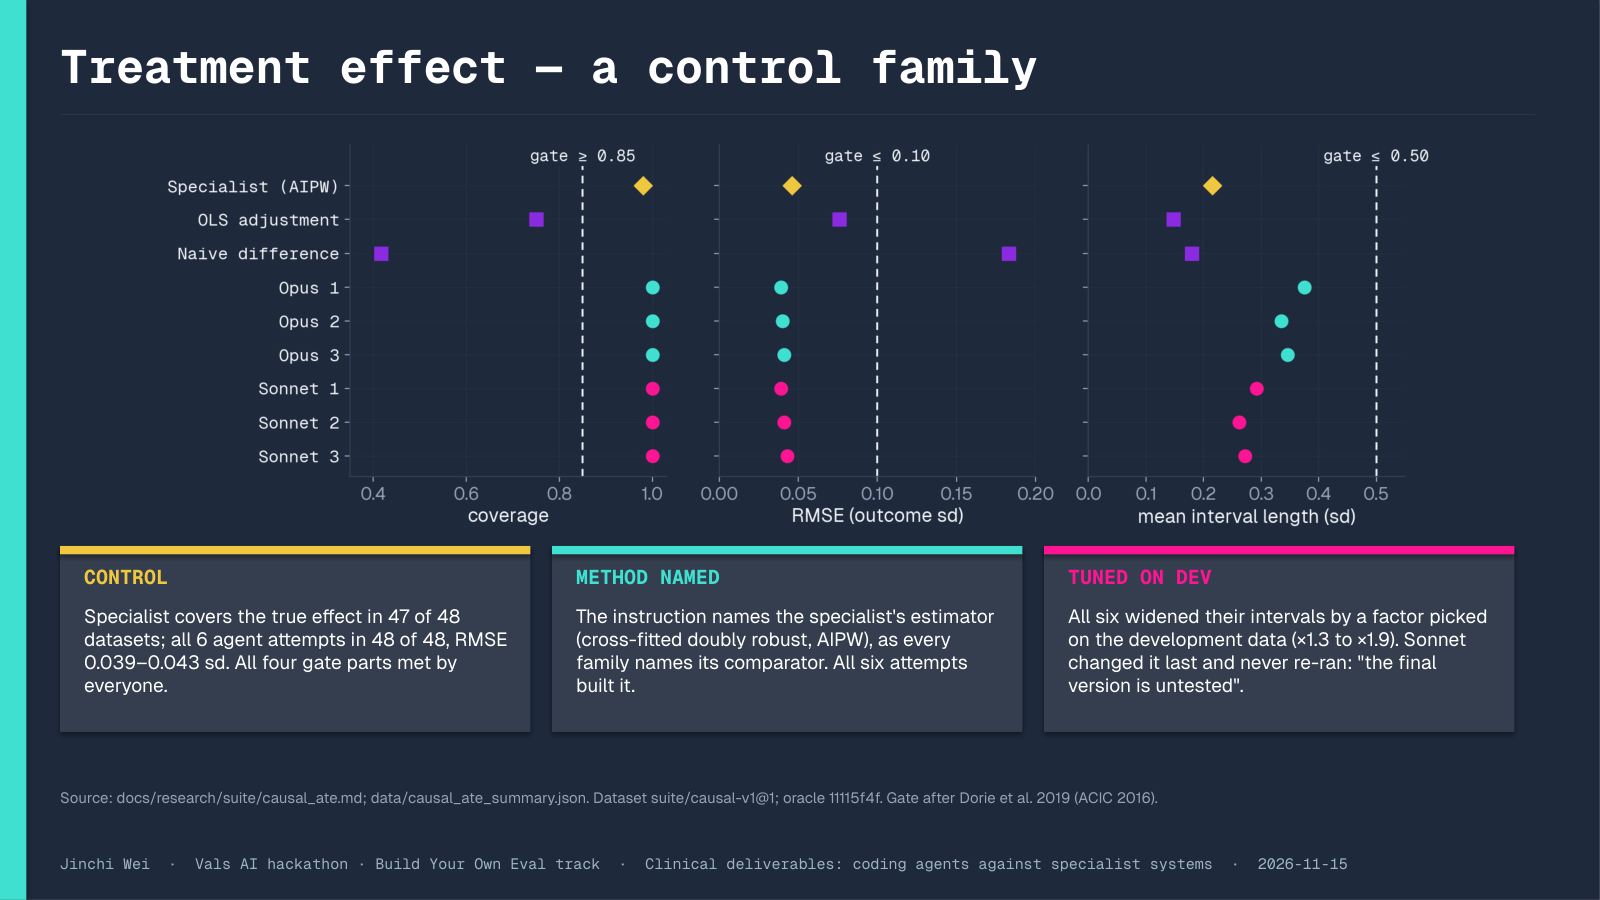 Treatment effect — a control family
gate ≥ 0.85
gate ≤ 0.10
gate ≤ 0.50
Specialist (AIPW)
OLS adjustment
Naive difference
Opus 1
Opus 2
Opus 3
Sonnet 1
Sonnet 2
Sonnet 3
0.4 0.6 0.8 1.0
coverage
0.00 0.05 0.10 0.15 0.20
RMSE (outcome sd)
0.0 0.1 0.2 0.3 0.4 0.5
mean interval length (sd)
CONTROL
Specialist covers the true effect in 47 of 48
datasets; all 6 agent attempts in 48 of 48, RMSE
0.039–0.043 sd. All four gate parts met by
everyone.
METHOD NAMED
The instruction names the specialist's estimator
(cross-fitted doubly robust, AIPW), as every
family names its comparator. All six attempts
built it.
TUNED ON DEV
All six widened their intervals by a factor picked
on the development data (×1.3 to ×1.9). Sonnet
changed it last and never re-ran: "the final
version is untested".
Source: docs/research/suite/causal_ate.md; data/causal_ate_summary.json. Dataset suite/causal-v1@1; oracle 11115f4f. Gate after Dorie et al. 2019 (ACIC 2016).
Jinchi Wei · Vals AI hackathon · Build Your Own Eval track · Clinical deliverables: coding agents against specialist systems · 2026-11-15